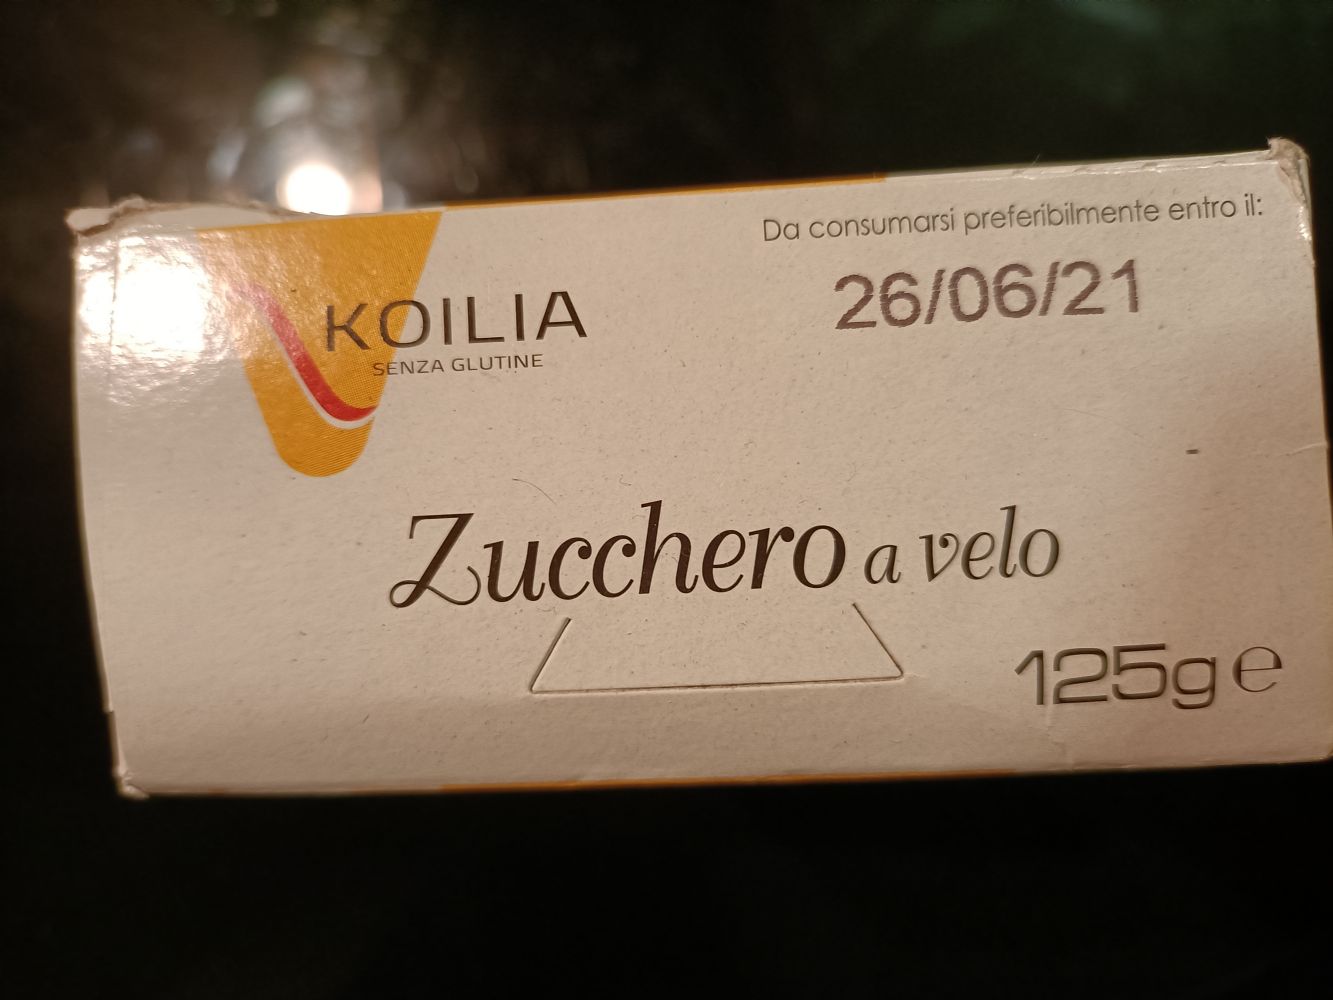 Da consumarsi preferibilmente entro il:
26/06/21
KOILIA
SENZA GLUTINE
Zucchero a velo
125g e